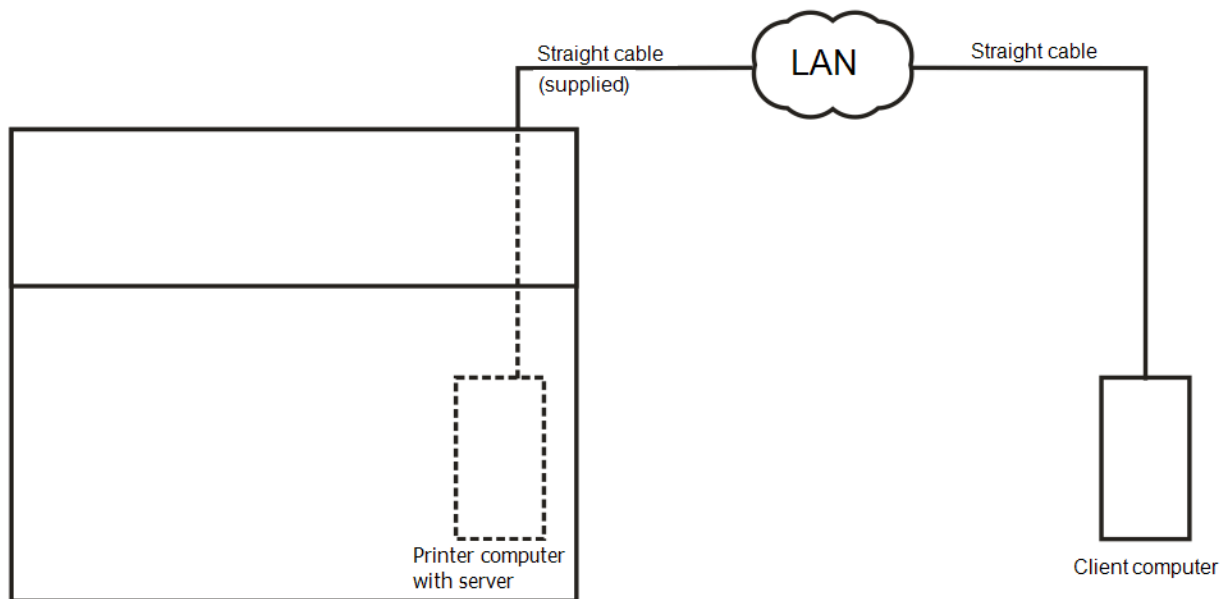 Straight cable
(supplied)
LAN
Straight cable
Printer computer
with server
Client computer